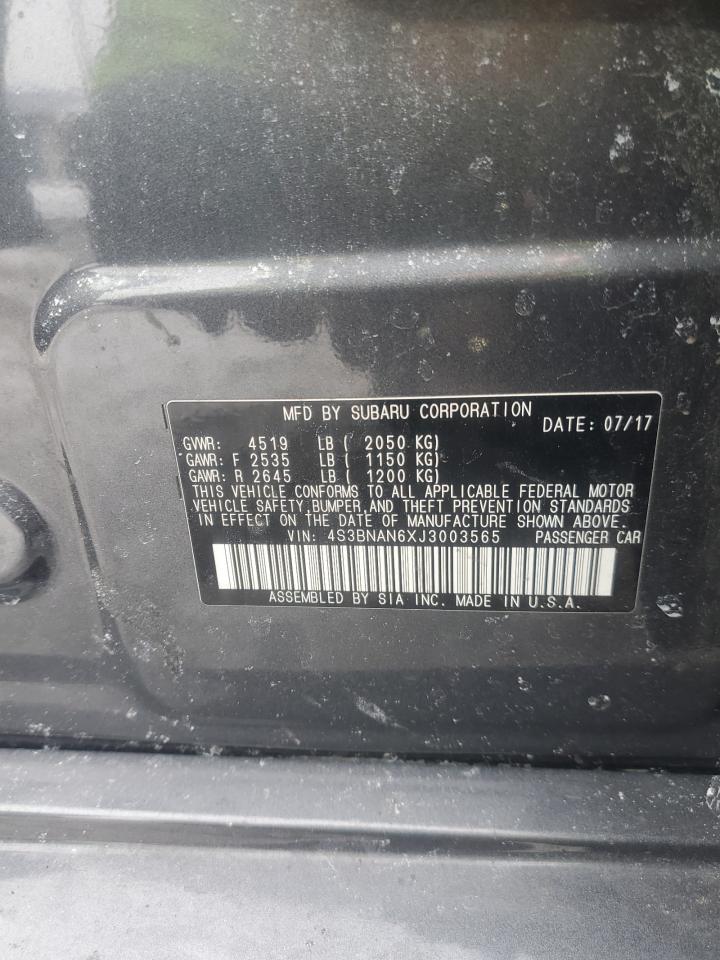 MFD BY SUBARU CORPORATION
DATE: 07/17
GVWR: 4519 LB ( 2050 KG)
GAWR: F 2535 LB ( 1150 KG)
GAWR: R 2645 LB ( 1200 KG)
THIS VEHICLE CONFORMS TO ALL APPLICABLE FEDERAL MOTOR
VEHICLE SAFETY,BUMPER,AND THEFT PREVENTION STANDARDS
IN EFFECT ON THE DATE OF MANUFACTURE SHOWN ABOVE.
VIN: 4S3BNAN6XJ3003565 PASSENGER CAR
ASSEMBLED BY SIA INC. MADE IN U.S.A.